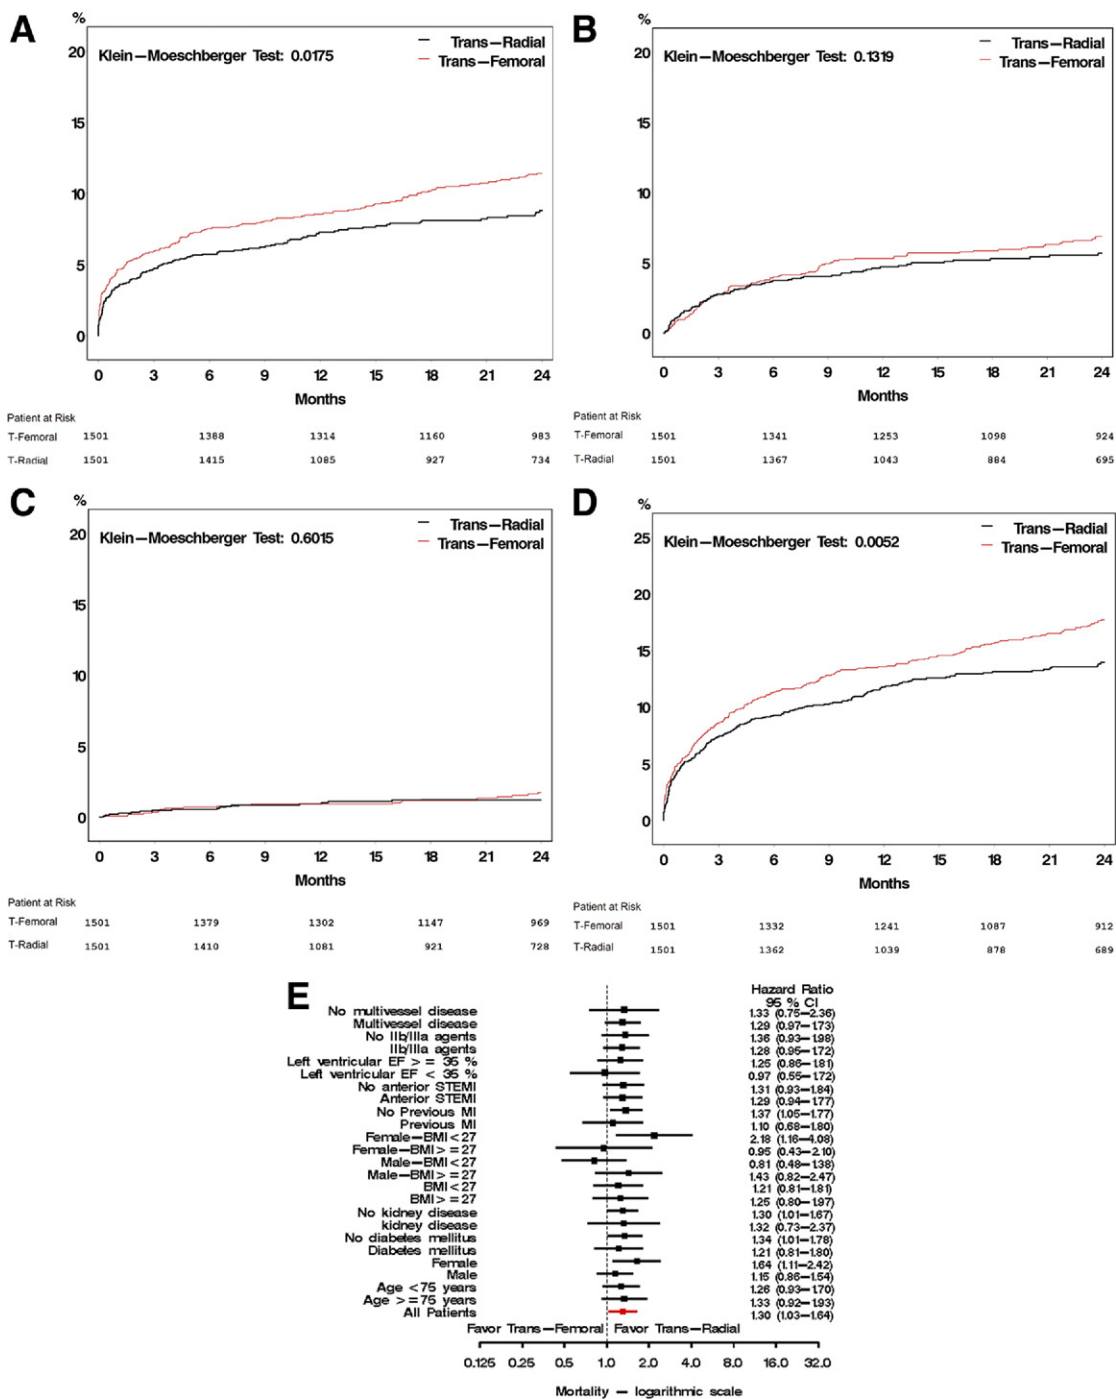 A
%
Klein—Moeschberger Test: 0.0175
— Trans—Radial
— Trans—Femoral
20
15
10
5
0
0 3 6 9 12 15 18 21 24
Months
Patient at Risk
T-Femoral 1501 1388 1314 1160 983
T-Radial 1501 1415 1085 927 734
B
%
Klein—Moeschberger Test: 0.1319
— Trans—Radial
— Trans—Femoral
20
15
10
5
0
0 3 6 9 12 15 18 21 24
Months
Patient at Risk
T-Femoral 1501 1341 1253 1098 924
T-Radial 1501 1367 1043 884 695
C
%
Klein—Moeschberger Test: 0.6015
— Trans—Radial
— Trans—Femoral
20
15
10
5
0
0 3 6 9 12 15 18 21 24
Months
Patient at Risk
T-Femoral 1501 1379 1302 1147 969
T-Radial 1501 1410 1081 921 728
D
%
Klein—Moeschberger Test: 0.0052
— Trans—Radial
— Trans—Femoral
25
20
15
10
5
0
0 3 6 9 12 15 18 21 24
Months
Patient at Risk
T-Femoral 1501 1332 1241 1087 912
T-Radial 1501 1362 1039 878 689
E
Hazard Ratio
95 % CI
No multivessel disease 1.33 (0.75—2.36)
Multivessel disease 1.29 (0.97—1.73)
No IIb/IIIa agents 1.36 (0.93—1.98)
IIb/IIIa agents 1.28 (0.95—1.72)
Left ventricular EF >= 35 % 1.25 (0.86—1.81)
Left ventricular EF < 35 % 0.97 (0.55—1.72)
No anterior STEMI 1.31 (0.93—1.84)
Anterior STEMI 1.29 (0.94—1.77)
No Previous MI 1.37 (1.05—1.77)
Previous MI 1.10 (0.68—1.80)
Female—BMI<27 2.18 (1.16—4.08)
Female—BMI>=27 0.95 (0.43—2.10)
Male—BMI<27 0.81 (0.48—1.38)
Male—BMI>=27 1.43 (0.82—2.47)
BMI<27 1.21 (0.81—1.81)
BMI>=27 1.25 (0.80—1.97)
No kidney disease 1.30 (1.01—1.67)
kidney disease 1.32 (0.73—2.37)
No diabetes mellitus 1.34 (1.01—1.78)
Diabetes mellitus 1.21 (0.81—1.80)
Female 1.64 (1.11—2.42)
Male 1.15 (0.86—1.54)
Age <75 years 1.26 (0.93—1.70)
Age >=75 years 1.33 (0.92—1.93)
All Patients 1.30 (1.03—1.64)
Favor Trans—Femoral Favor Trans—Radial
0.125 0.25 0.5 1.0 2.0 4.0 8.0 16.0 32.0
Mortality — logarithmic scale